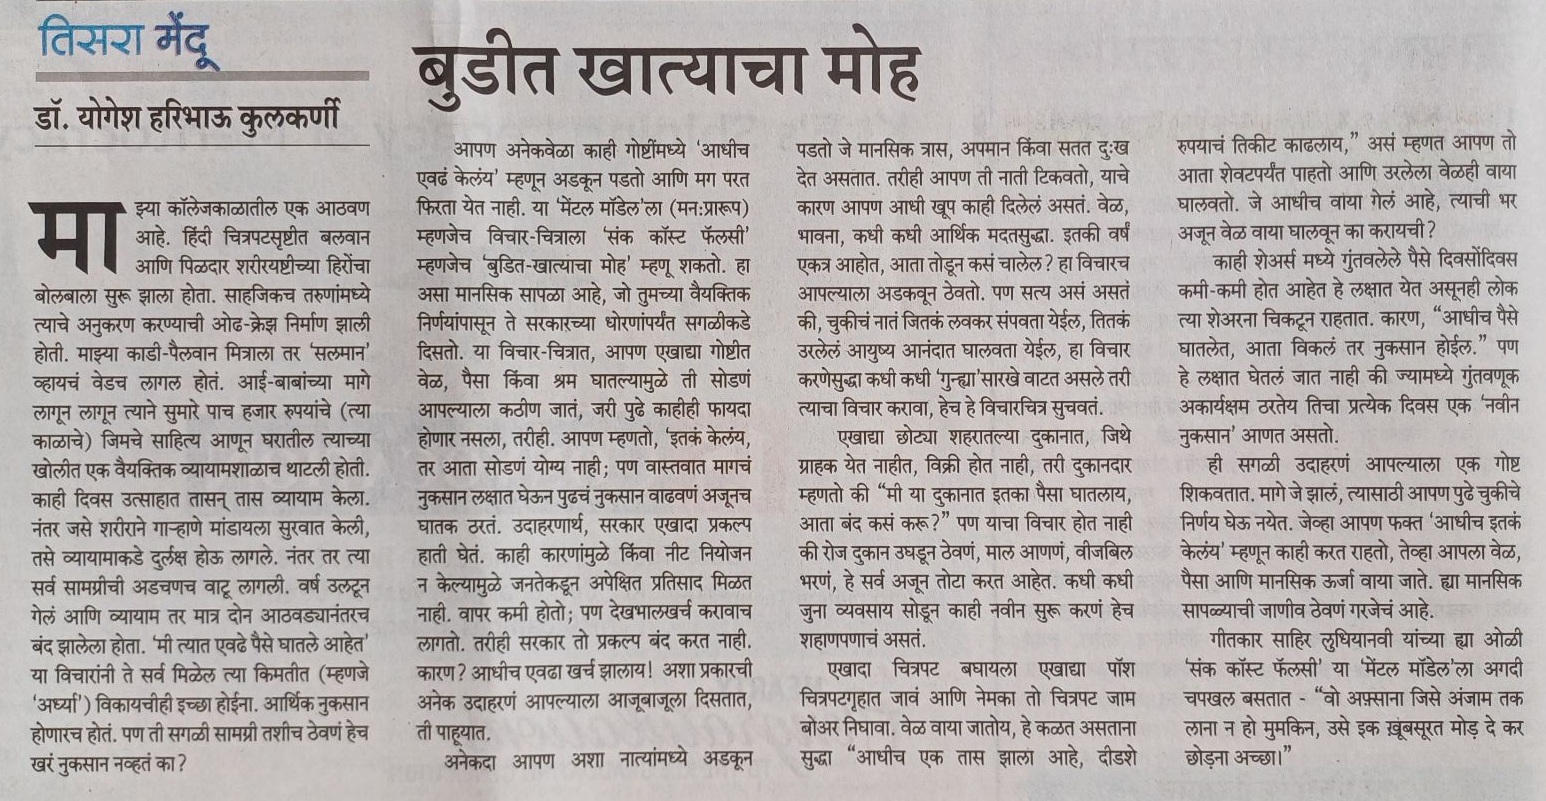 तिसरा मेंदू
डॉ. योगेश हरिभाऊ कुलकर्णी
बुडीत खात्याचा मोह
माझ्या कॉलेजकाळातील एक आठवण
आहे. हिंदी चित्रपटसृष्टीत बलवान
आणि पिळदार शरीरयष्टीच्या हिरोंचा
बोलबाला सुरू झाला होता. साहजिकच तरुणांमध्ये
त्याचे अनुकरण करण्याची ओढ-क्रेझ निर्माण झाली
होती. माझ्या काडी-पैलवान मित्राला तर ‘सलमान’
व्हायचं वेडच लागल होतं. आई-बाबांच्या मागे
लागून लागून त्याने सुमारे पाच हजार रुपयांचे (त्या
काळाचे) जिमचे साहित्य आणून घरातील त्याच्या
खोलीत एक वैयक्तिक व्यायामशाळाच थाटली होती.
काही दिवस उत्साहात तासन् तास व्यायाम केला.
नंतर जसे शरीराने गाऱ्हाणे मांडायला सुरवात केली,
तसे व्यायामाकडे दुर्लक्ष होऊ लागले. नंतर तर त्या
सर्व सामग्रीची अडचणच वाटू लागली. वर्ष उलटून
गेलं आणि व्यायाम तर मात्र दोन आठवड्यानंतरच
बंद झालेला होता. ‘मी त्यात एवढे पैसे घातले आहेत’
या विचारांनी ते सर्व मिळेल त्या किमतीत (म्हणजे
‘अर्ध्या’) विकायचीही इच्छा होईना. आर्थिक नुकसान
होणारच होतं. पण ती सगळी सामग्री तशीच ठेवणं हेच
खरं नुकसान नव्हतं का?
आपण अनेकवेळा काही गोष्टींमध्ये ‘आधीच
एवढं केलंय’ म्हणून अडकून पडतो आणि मग परत
फिरता येत नाही. या ‘मेंटल मॉडेल’ला (मन:प्रारूप)
म्हणजेच विचार-चित्राला ‘संक कॉस्ट फॅलसी’
म्हणजेच ‘बुडित-खात्याचा मोह’ म्हणू शकतो. हा
असा मानसिक सापळा आहे, जो तुमच्या वैयक्तिक
निर्णयांपासून ते सरकारच्या धोरणांपर्यंत सगळीकडे
दिसतो. या विचार-चित्रात, आपण एखाद्या गोष्टीत
वेळ, पैसा किंवा श्रम घातल्यामुळे ती सोडणं
आपल्याला कठीण जातं, जरी पुढे काहीही फायदा
होणार नसला, तरीही. आपण म्हणतो, ‘इतकं केलंय,
तर आता सोडणं योग्य नाही; पण वास्तवात मागचं
नुकसान लक्षात घेऊन पुढचं नुकसान वाढवणं अजूनच
घातक ठरतं. उदाहरणार्थ, सरकार एखादा प्रकल्प
हाती घेतं. काही कारणांमुळे किंवा नीट नियोजन
न केल्यामुळे जनतेकडून अपेक्षित प्रतिसाद मिळत
नाही. वापर कमी होतो; पण देखभालखर्च करावाच
लागतो. तरीही सरकार तो प्रकल्प बंद करत नाही.
कारण? आधीच एवढा खर्च झालाय! अशा प्रकारची
अनेक उदाहरणं आपल्याला आजूबाजूला दिसतात,
ती पाहूयात.
अनेकदा आपण अशा नात्यांमध्ये अडकून
पडतो जे मानसिक त्रास, अपमान किंवा सतत दुःख
देत असतात. तरीही आपण ती नाती टिकवतो, याचे
कारण आपण आधी खूप काही दिलेलं असतं. वेळ,
भावना, कधी कधी आर्थिक मदतसुद्धा. इतकी वर्षं
एकत्र आहोत, आता तोडून कसं चालेल? हा विचारच
आपल्याला अडकवून ठेवतो. पण सत्य असं असतं
की, चुकीचं नातं जितकं लवकर संपवता येईल, तितकं
उरलेलं आयुष्य आनंदात घालवता येईल, हा विचार
करणेसुद्धा कधी कधी ‘गुन्ह्या’सारखे वाटत असले तरी
त्याचा विचार करावा, हेच हे विचारचित्र सुचवतं.
एखाद्या छोट्या शहरातल्या दुकानात, जिथे
ग्राहक येत नाहीत, विक्री होत नाही, तरी दुकानदार
म्हणतो की “मी या दुकानात इतका पैसा घातलाय,
आता बंद कसं करू?” पण याचा विचार होत नाही
की रोज दुकान उघडून ठेवणं, माल आणणं, वीजबिल
भरणं, हे सर्व अजून तोटा करत आहेत. कधी कधी
जुना व्यवसाय सोडून काही नवीन सुरू करणं हेच
शहाणपणाचं असतं.
एखादा चित्रपट बघायला एखाद्या पॉश
चित्रपटगृहात जावं आणि नेमका तो चित्रपट जाम
बोअर निघावा. वेळ वाया जातोय, हे कळत असताना
सुद्धा “आधीच एक तास झाला आहे, दीडशे
रुपयाचं तिकीट काढलाय,” असं म्हणत आपण तो
आता शेवटपर्यंत पाहतो आणि उरलेला वेळही वाया
घालवतो. जे आधीच वाया गेलं आहे, त्याची भर
अजून वेळ वाया घालवून का करायची?
काही शेअर्स मध्ये गुंतवलेले पैसे दिवसोंदिवस
कमी-कमी होत आहेत हे लक्षात येत असूनही लोक
त्या शेअरना चिकटून राहतात. कारण, “आधीच पैसे
घातलेत, आता विकलं तर नुकसान होईल.” पण
हे लक्षात घेतलं जात नाही की ज्यामध्ये गुंतवणूक
अकार्यक्षम ठरतेय तिचा प्रत्येक दिवस एक ‘नवीन
नुकसान’ आणत असतो.
ही सगळी उदाहरणं आपल्याला एक गोष्ट
शिकवतात. मागे जे झालं, त्यासाठी आपण पुढे चुकीचे
निर्णय घेऊ नयेत. जेव्हा आपण फक्त ‘आधीच इतकं
केलंय’ म्हणून काही करत राहतो, तेव्हा आपला वेळ,
पैसा आणि मानसिक ऊर्जा वाया जाते. ह्या मानसिक
सापळ्याची जाणीव ठेवणं गरजेचं आहे.
गीतकार साहिर लुधियानवी यांच्या ह्या ओळी
‘संक कॉस्ट फॅलसी’ या ‘मेंटल मॉडेल’ला अगदी
चपखल बसतात - “वो अफ़्साना जिसे अंजाम तक
लाना न हो मुमकिन, उसे इक ख़ूबसूरत मोड़ दे कर
छोड़ना अच्छा।”